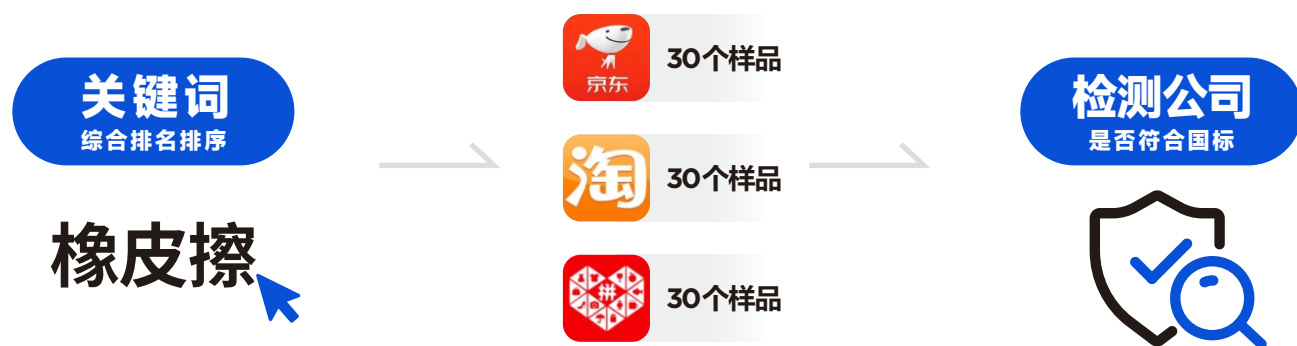 关键词
综合排名排序
橡皮擦
京东
30个样品
淘
30个样品
拼
30个样品
检测公司
是否符合国标